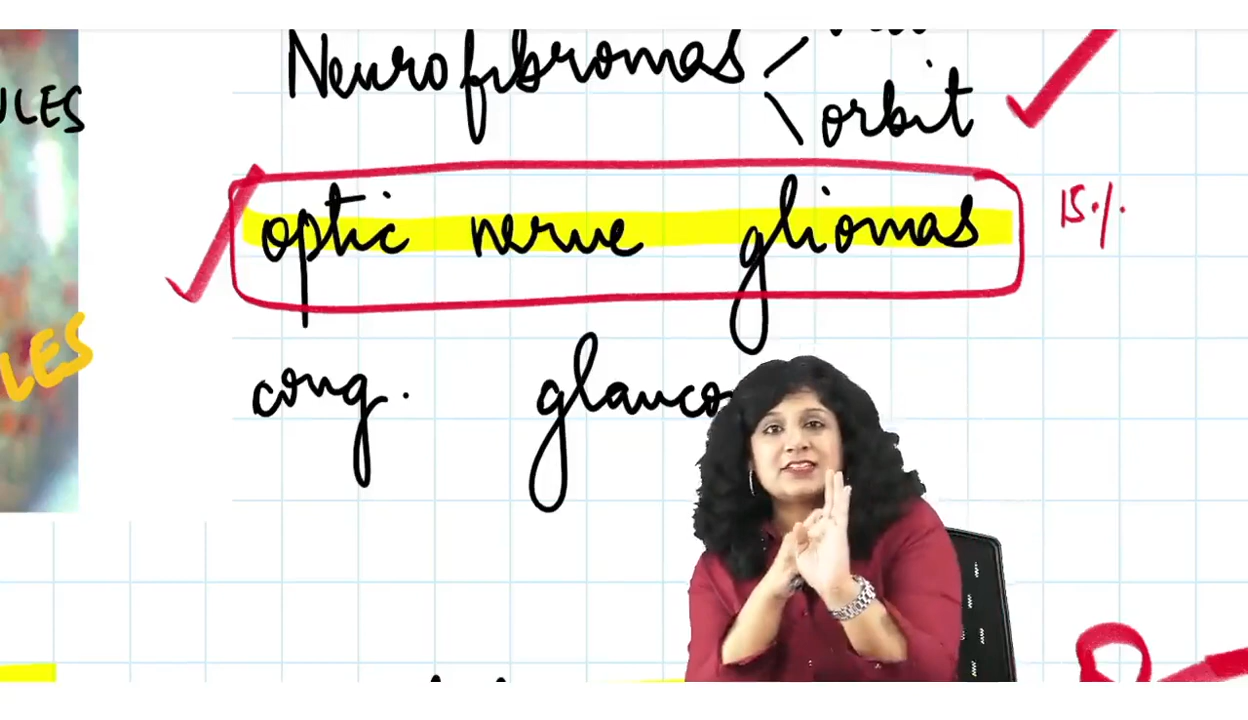 Neurofibromas
orbit
ULES
optic nerve gliomas 15%
LES
cong. glauco